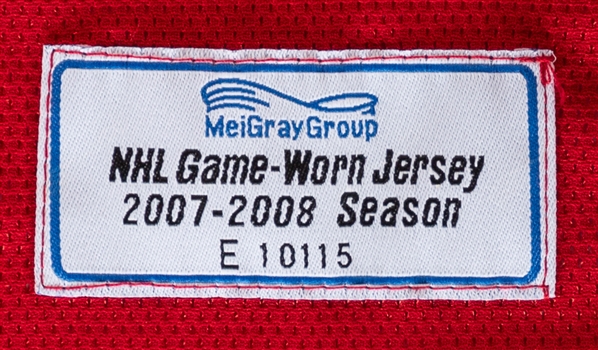 MeiGrayGroup
NHL Game-Worn Jersey
2007-2008 Season
E 10115